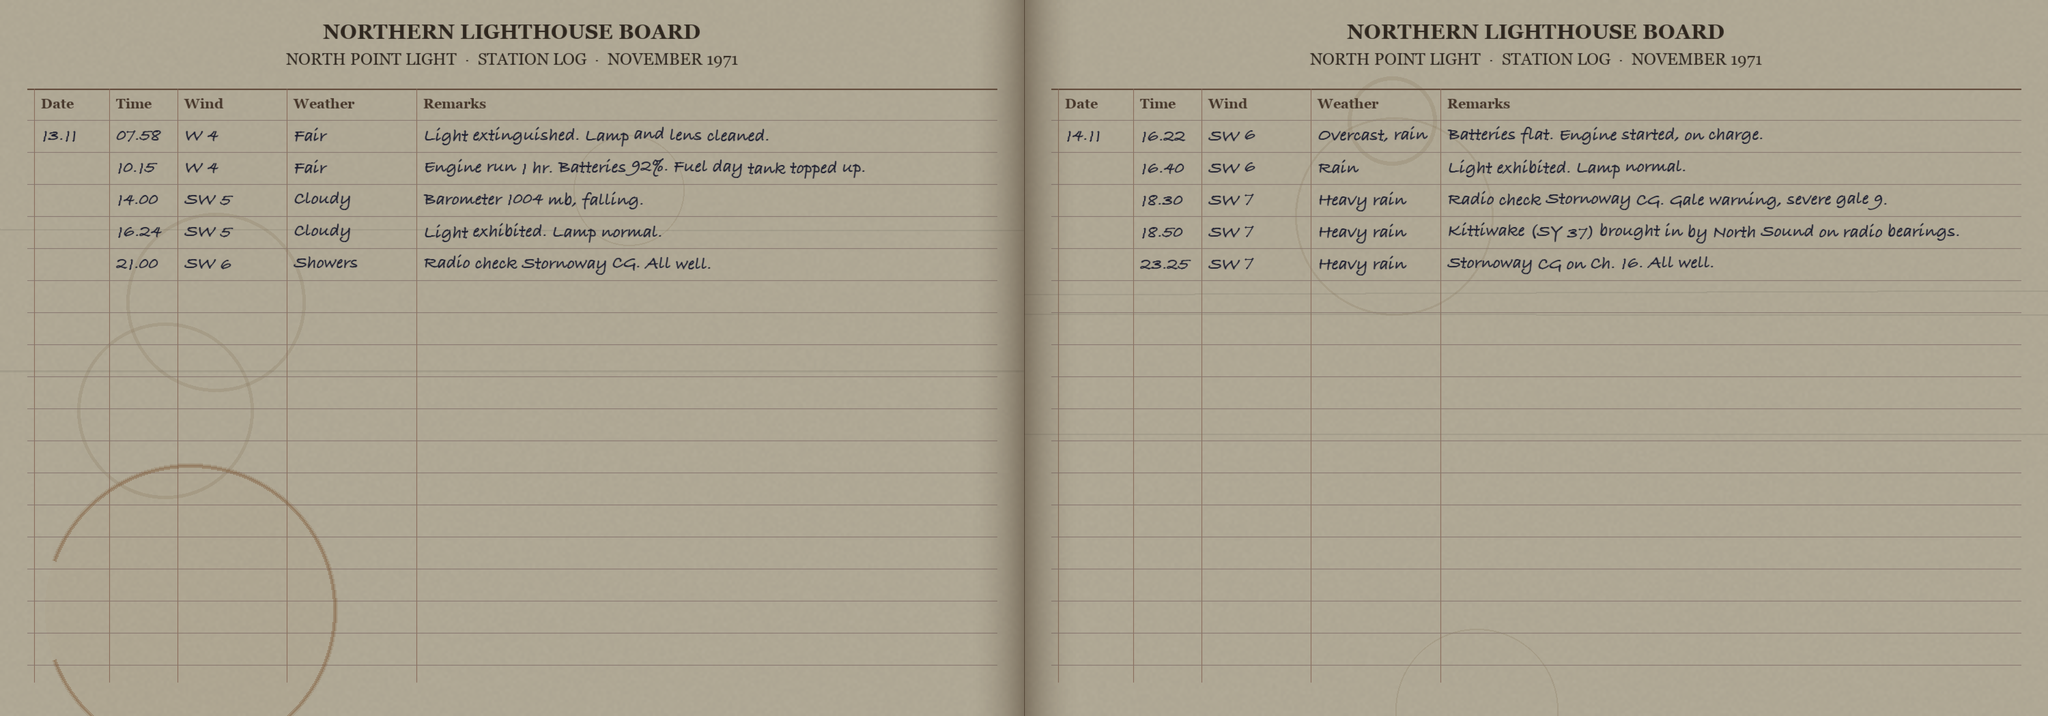 NORTHERN LIGHTHOUSE BOARD
NORTH POINT LIGHT · STATION LOG · NOVEMBER 1971
Date Time Wind Weather Remarks
13.11 07.58 W 4 Fair Light extinguished. Lamp and lens cleaned.
10.15 W 4 Fair Engine run 1 hr. Batteries 92%. Fuel day tank topped up.
14.00 SW 5 Cloudy Barometer 1004 mb, falling.
16.24 SW 5 Cloudy Light exhibited. Lamp normal.
21.00 SW 6 Showers Radio check Stornoway CG. All well.
NORTHERN LIGHTHOUSE BOARD
NORTH POINT LIGHT · STATION LOG · NOVEMBER 1971
Date Time Wind Weather Remarks
14.11 16.22 SW 6 Overcast, rain Batteries flat. Engine started, on charge.
16.40 SW 6 Rain Light exhibited. Lamp normal.
18.30 SW 7 Heavy rain Radio check Stornoway CG. Gale warning, severe gale 9.
18.50 SW 7 Heavy rain Kittiwake (SY 37) brought in by North Sound on radio bearings.
23.25 SW 7 Heavy rain Stornoway CG on Ch. 16. All well.